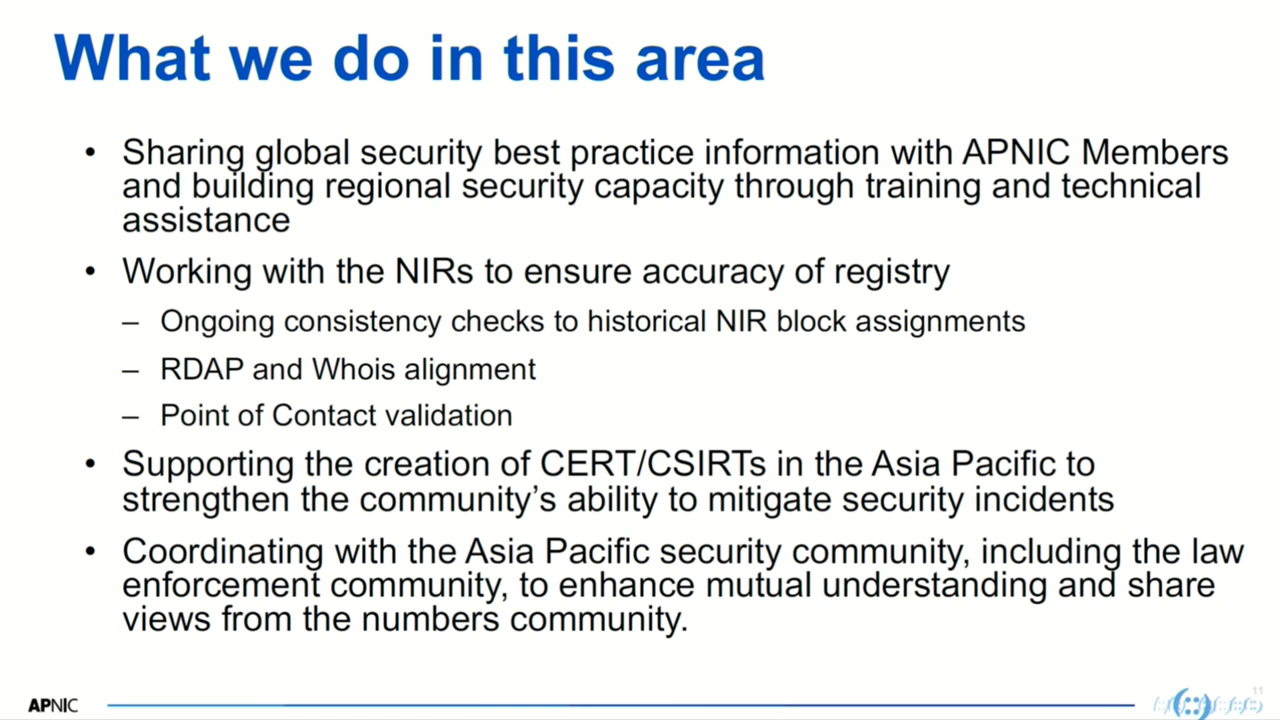 What we do in this area
• Sharing global security best practice information with APNIC Members
and building regional security capacity through training and technical
assistance
• Working with the NIRs to ensure accuracy of registry
– Ongoing consistency checks to historical NIR block assignments
– RDAP and Whois alignment
– Point of Contact validation
• Supporting the creation of CERT/CSIRTs in the Asia Pacific to
strengthen the community’s ability to mitigate security incidents
• Coordinating with the Asia Pacific security community, including the law
enforcement community, to enhance mutual understanding and share
views from the numbers community.
11
APNIC